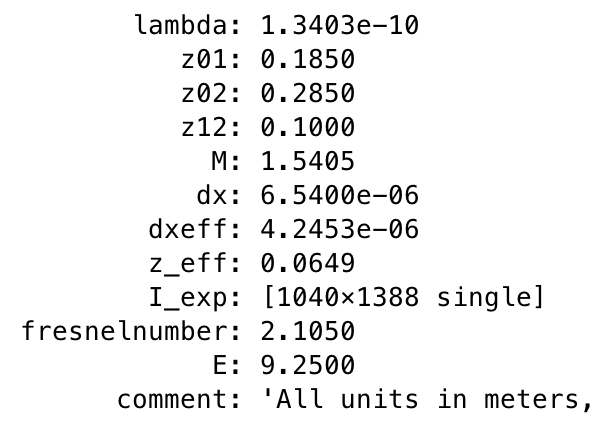 lambda: 1.3403e-10
z01: 0.1850
z02: 0.2850
z12: 0.1000
M: 1.5405
dx: 6.5400e-06
dxeff: 4.2453e-06
z_eff: 0.0649
I_exp: [1040×1388 single]
fresnelnumber: 2.1050
E: 9.2500
comment: 'All units in meters,